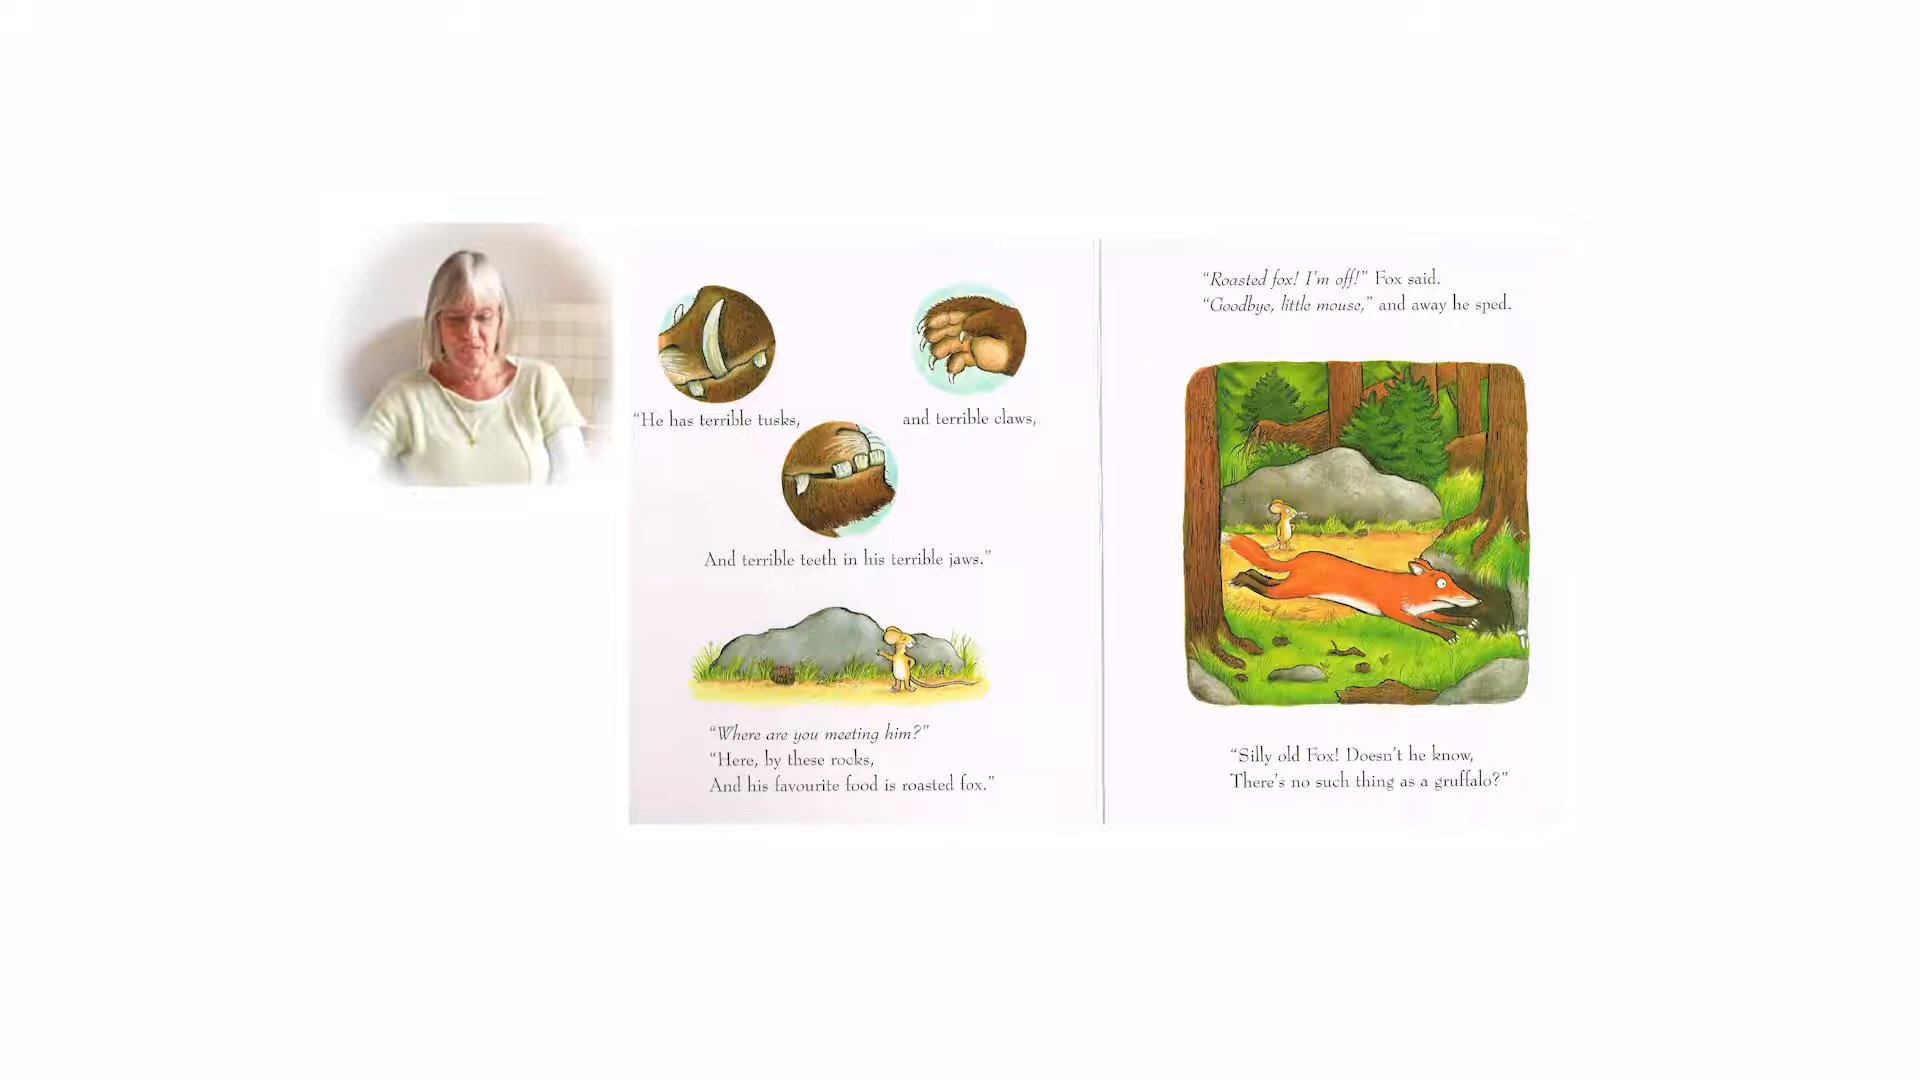 “He has terrible tusks,
and terrible claws,
And terrible teeth in his terrible jaws.”
“Where are you meeting him?”
“Here, by these rocks,
And his favourite food is roasted fox.”
“Roasted fox! I’m off!” Fox said.
“Goodbye, little mouse,” and away he sped.
“Silly old Fox! Doesn’t he know,
There’s no such thing as a gruffalo?”